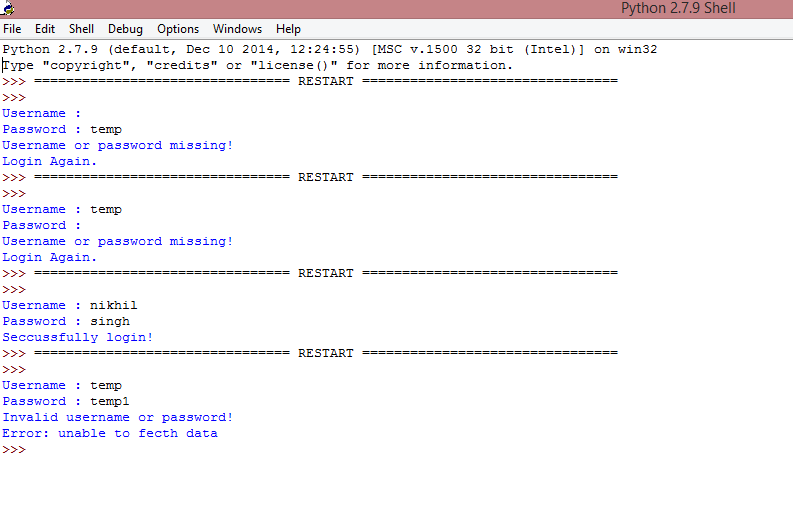 Python 2.7.9 Shell
File Edit Shell Debug Options Windows Help
Python 2.7.9 (default, Dec 10 2014, 12:24:55) [MSC v.1500 32 bit (Intel)] on win32
Type "copyright", "credits" or "license()" for more information.
>>> ================================ RESTART ================================
>>>
Username :
Password : temp
Username or password missing!
Login Again.
>>> ================================ RESTART ================================
>>>
Username : temp
Password :
Username or password missing!
Login Again.
>>> ================================ RESTART ================================
>>>
Username : nikhil
Password : singh
Seccussfully login!
>>> ================================ RESTART ================================
>>>
Username : temp
Password : temp1
Invalid username or password!
Error: unable to fecth data
>>>